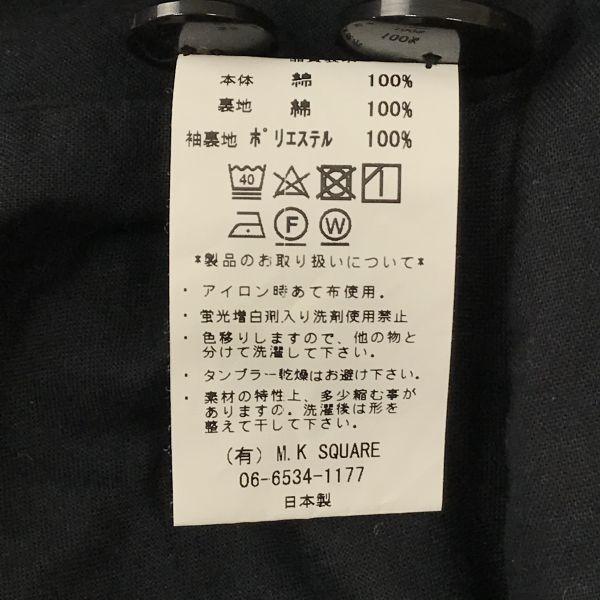 100%
本体 綿 100%
裏地 綿 100%
袖裏地 ポリエステル 100%
40
F W
*製品のお取り扱いについて*
・アイロン時あて布使用。
・蛍光増白剤入り洗剤使用禁止
・色移りしますので、他の物と
分けて洗濯して下さい。
・タンブラー乾燥はお避け下さい。
・素材の特性上、多少縮む事が
ありますの。洗濯後は形を
整えて干して下さい。
(有) M.K SQUARE
06-6534-1177
日本製